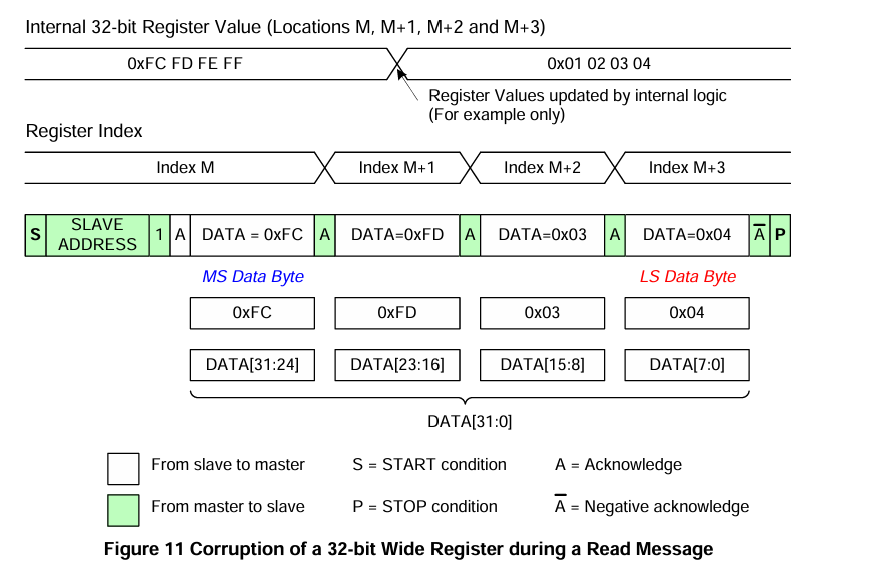 Internal 32-bit Register Value (Locations M, M+1, M+2 and M+3)
0xFC FD FE FF
0x01 02 03 04
Register Values updated by internal logic
(For example only)
Register Index
Index M
Index M+1
Index M+2
Index M+3
S
SLAVE
ADDRESS
1
A
DATA = 0xFC
A
DATA=0xFD
A
DATA=0x03
A
DATA=0x04
A̅
P
MS Data Byte
LS Data Byte
0xFC
0xFD
0x03
0x04
DATA[31:24]
DATA[23:16]
DATA[15:8]
DATA[7:0]
DATA[31:0]
From slave to master
S = START condition
A = Acknowledge
From master to slave
P = STOP condition
A̅ = Negative acknowledge
Figure 11 Corruption of a 32-bit Wide Register during a Read Message